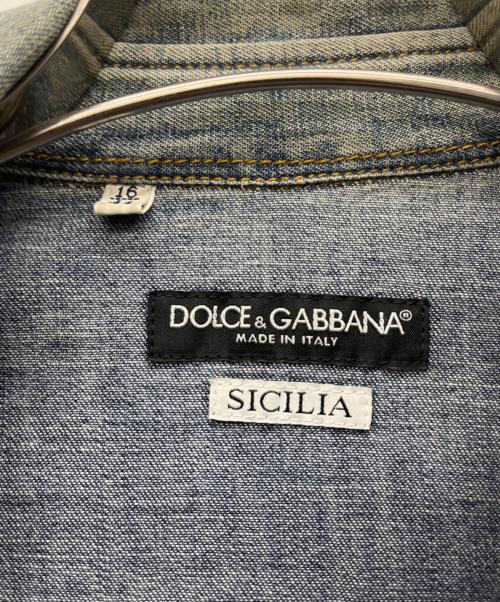 16
DOLCE & GABBANA®
MADE IN ITALY
SICILIA